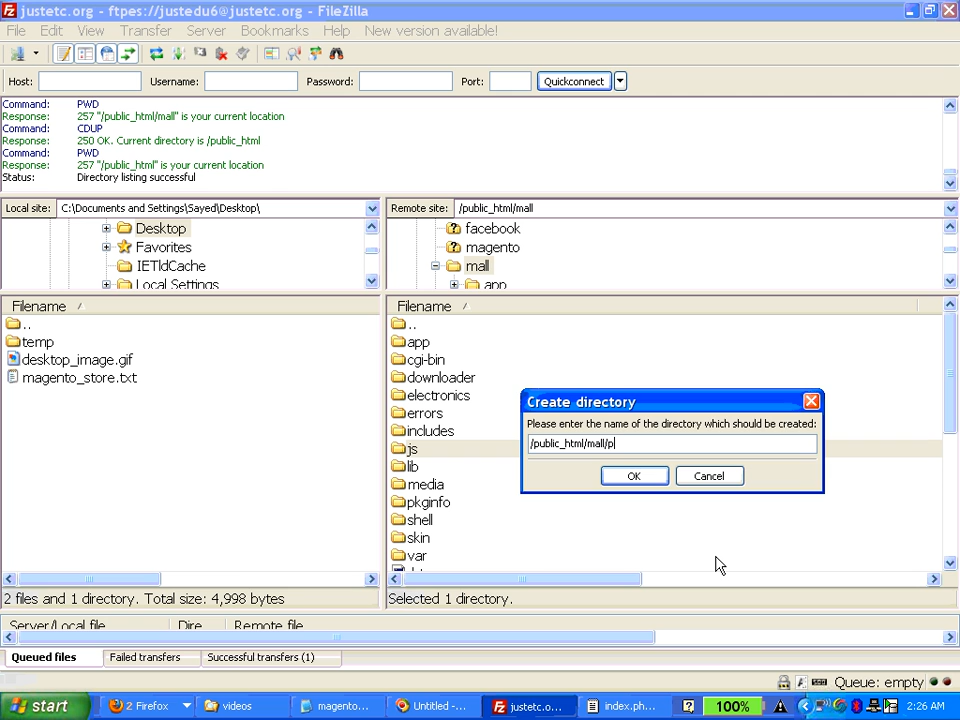 justetc.org - ftpes://justedu6@justetc.org - FileZilla
File Edit View Transfer Server Bookmarks Help New version available!
Host: Username: Password: Port: Quickconnect
Command: PWD
Response: 257 "/public_html/mall" is your current location
Command: CDUP
Response: 250 OK. Current directory is /public_html
Command: PWD
Response: 257 "/public_html" is your current location
Status: Directory listing successful
Local site: C:\Documents and Settings\Sayed\Desktop\
Remote site: /public_html/mall
Desktop
Favorites
IETldCache
Local Settings
facebook
magento
mall
app
Filename
..
temp
desktop_image.gif
magento_store.txt
Filename
..
app
cgi-bin
downloader
electronics
errors
includes
js
lib
media
pkginfo
shell
skin
var
Create directory
Please enter the name of the directory which should be created:
/public_html/mall/p
OK Cancel
2 files and 1 directory. Total size: 4,998 bytes
Selected 1 directory.
Server/Local file Dire Remote file
Queued files Failed transfers Successful transfers (1)
Queue: empty
start 2 Firefox videos magento... Untitled -... justetc.o... index.ph... 100% 2:26 AM